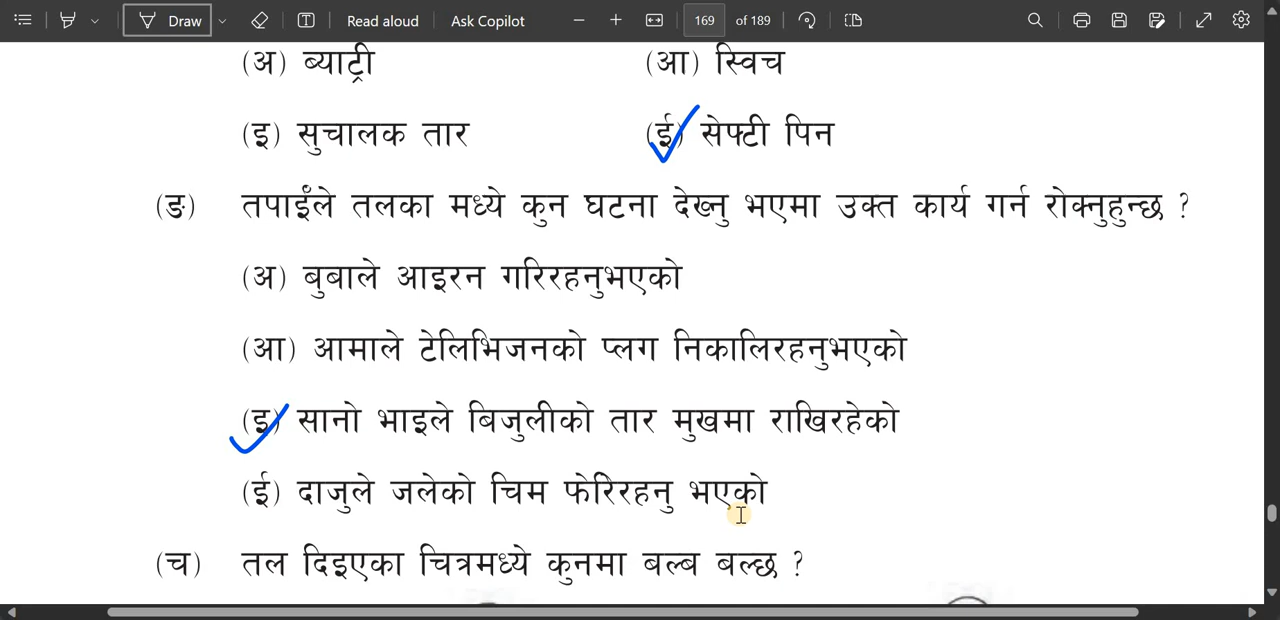 Draw Read aloud Ask Copilot 169 of 189
(अ) ब्याट्री (आ) स्विच
(इ) सुचालक तार (ई) सेफ्टी पिन
(ङ) तपाईंले तलका मध्ये कुन घटना देख्नु भएमा उक्त कार्य गर्न रोक्नुहुन्छ ?
(अ) बुबाले आइरन गरिरहनुभएको
(आ) आमाले टेलिभिजनको प्लग निकालिरहनुभएको
(इ) सानो भाइले बिजुलीको तार मुखमा राखिरहेको
(ई) दाजुले जलेको चिम फेरिरहनु भएको
(च) तल दिइएका चित्रमध्ये कुनमा बल्ब बल्छ ?